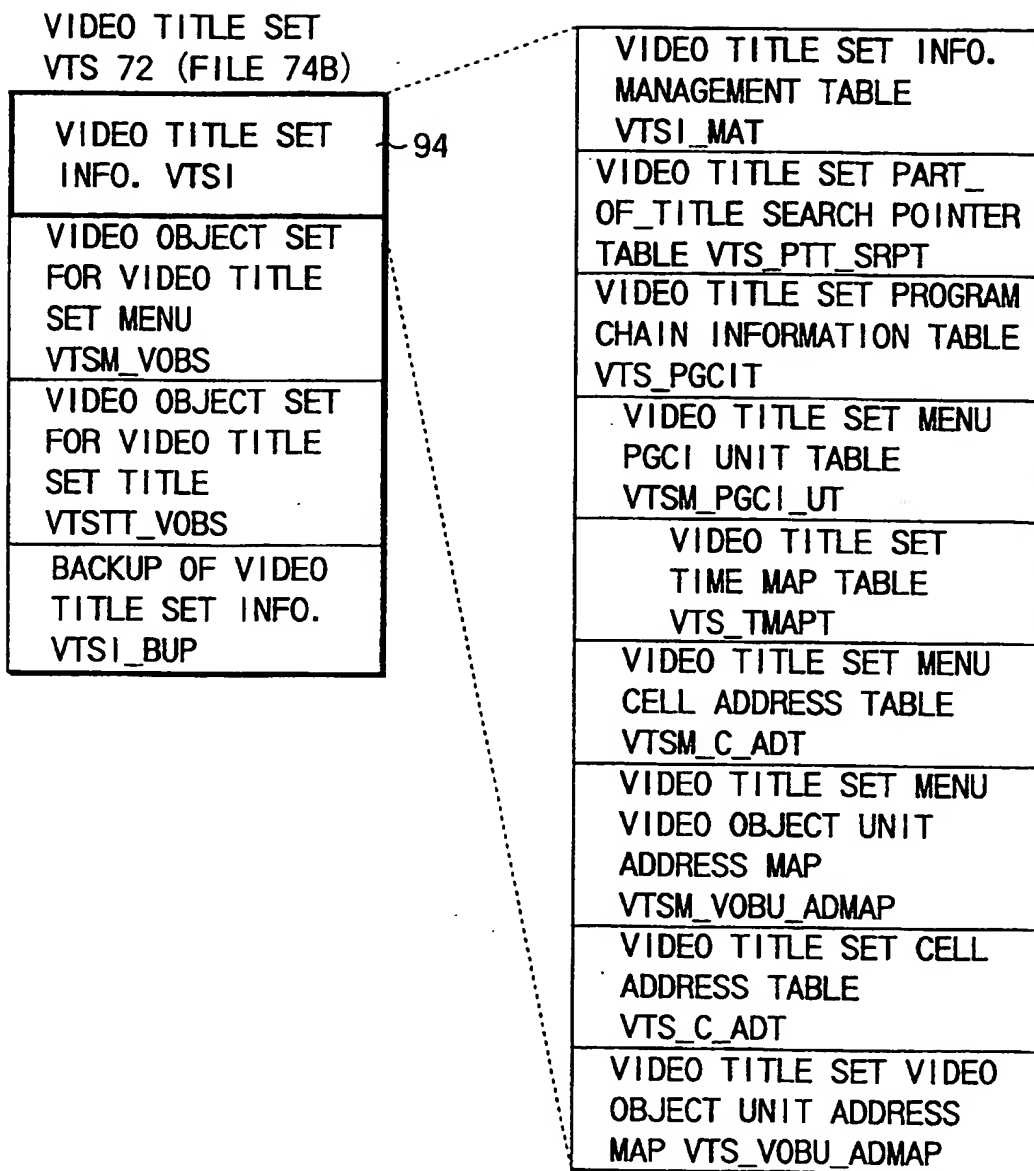 VIDEO TITLE SET
VTS 72 (FILE 74B)
VIDEO TITLE SET
INFO. VTSI
94
VIDEO OBJECT SET
FOR VIDEO TITLE
SET MENU
VTSM_VOBS
VIDEO OBJECT SET
FOR VIDEO TITLE
SET TITLE
VTSTT_VOBS
BACKUP OF VIDEO
TITLE SET INFO.
VTSI_BUP
VIDEO TITLE SET INFO.
MANAGEMENT TABLE
VTSI_MAT
VIDEO TITLE SET PART_
OF_TITLE SEARCH POINTER
TABLE VTS_PTT_SRPT
VIDEO TITLE SET PROGRAM
CHAIN INFORMATION TABLE
VTS_PGCIT
VIDEO TITLE SET MENU
PGCI UNIT TABLE
VTSM_PGCI_UT
VIDEO TITLE SET
TIME MAP TABLE
VTS_TMAPT
VIDEO TITLE SET MENU
CELL ADDRESS TABLE
VTSM_C_ADT
VIDEO TITLE SET MENU
VIDEO OBJECT UNIT
ADDRESS MAP
VTSM_VOBU_ADMAP
VIDEO TITLE SET CELL
ADDRESS TABLE
VTS_C_ADT
VIDEO TITLE SET VIDEO
OBJECT UNIT ADDRESS
MAP VTS_VOBU_ADMAP